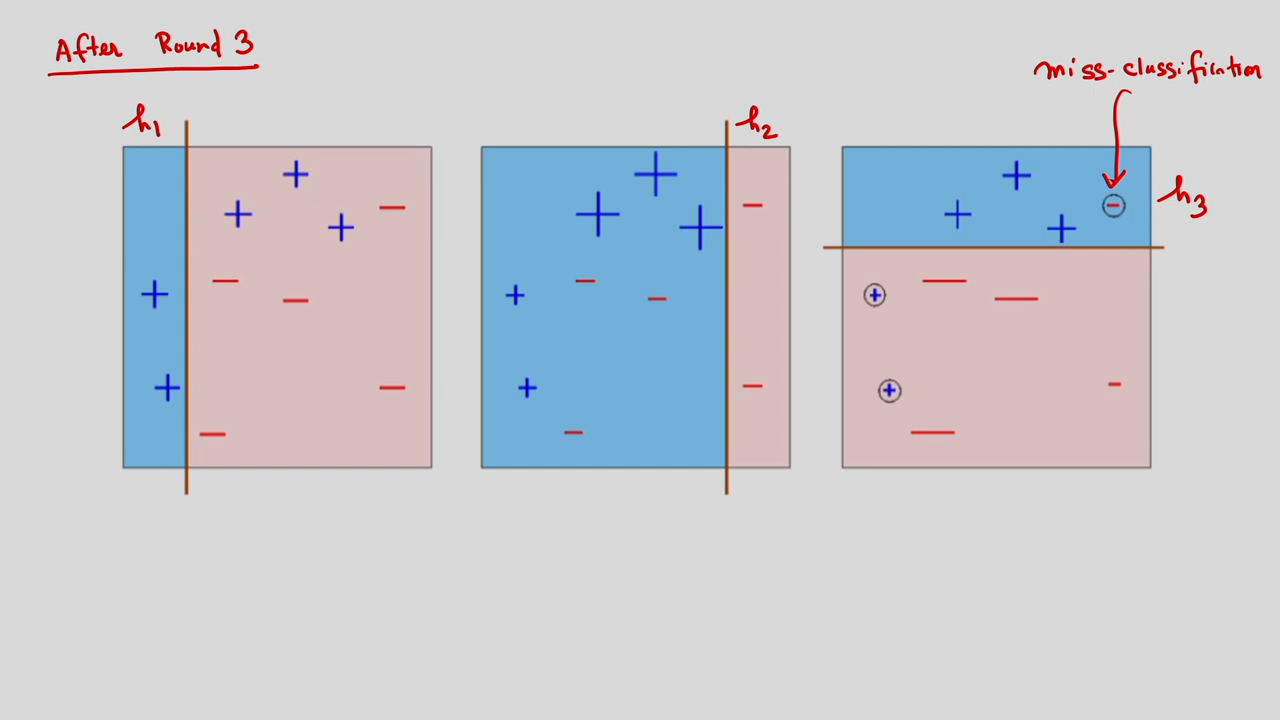 After Round 3
miss-classification
h1
h2
h3